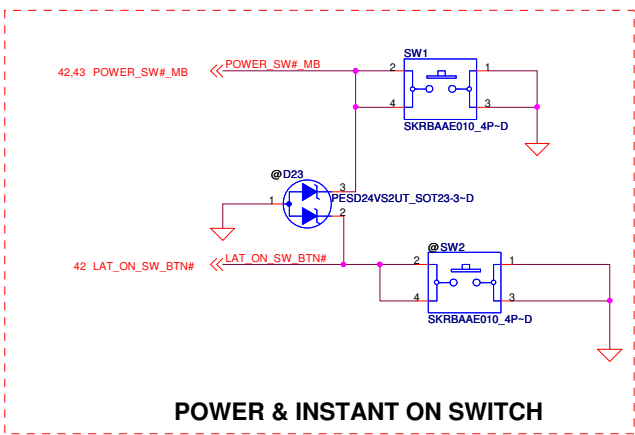 SW1
42,43 POWER_SW#_MB
POWER_SW#_MB
2
1
4
3
SKRBAAE010_4P~D
@D23
3
PESD24VS2UT_SOT23-3~D
1
2
@SW2
42 LAT_ON_SW_BTN#
LAT_ON_SW_BTN#
2
1
4
3
SKRBAAE010_4P~D
POWER & INSTANT ON SWITCH